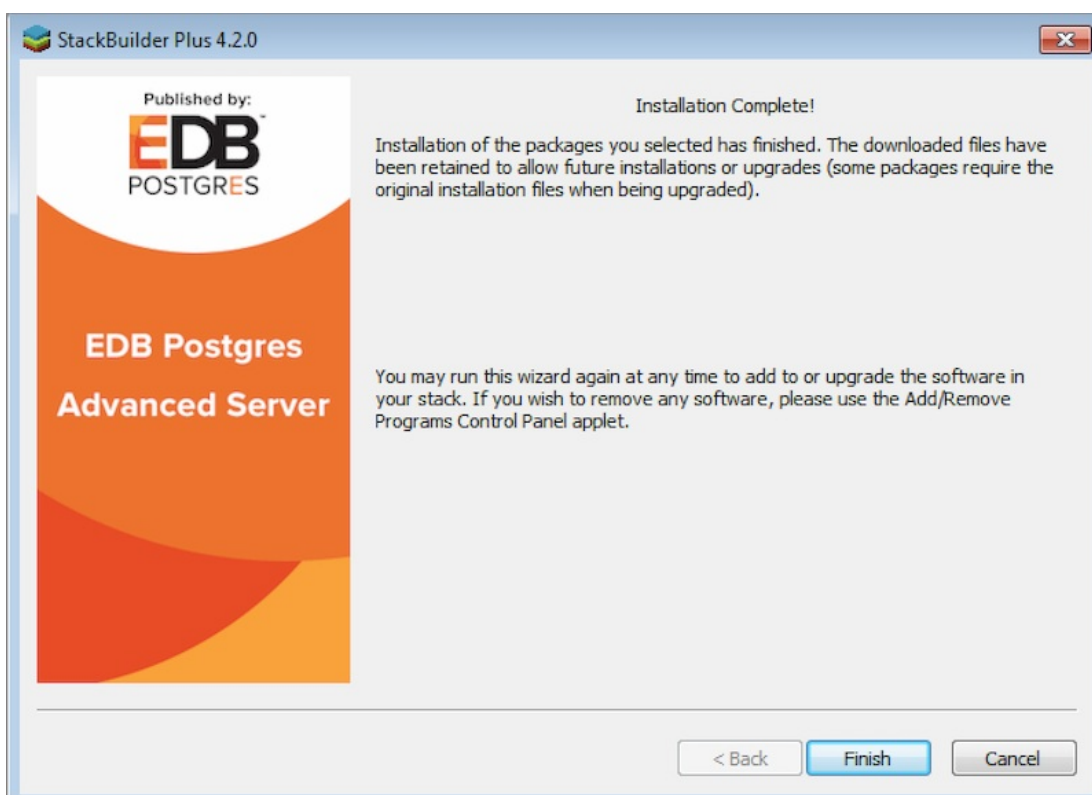 StackBuilder Plus 4.2.0
Published by:
EDB™
POSTGRES
EDB Postgres
Advanced Server
Installation Complete!
Installation of the packages you selected has finished. The downloaded files have
been retained to allow future installations or upgrades (some packages require the
original installation files when being upgraded).
You may run this wizard again at any time to add to or upgrade the software in
your stack. If you wish to remove any software, please use the Add/Remove
Programs Control Panel applet.
< Back
Finish
Cancel